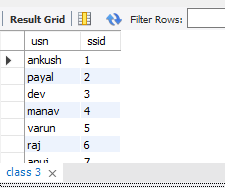 Result Grid Filter Rows:
usn ssid
ankush 1
payal 2
dev 3
manav 4
varun 5
raj 6
class 3 ×